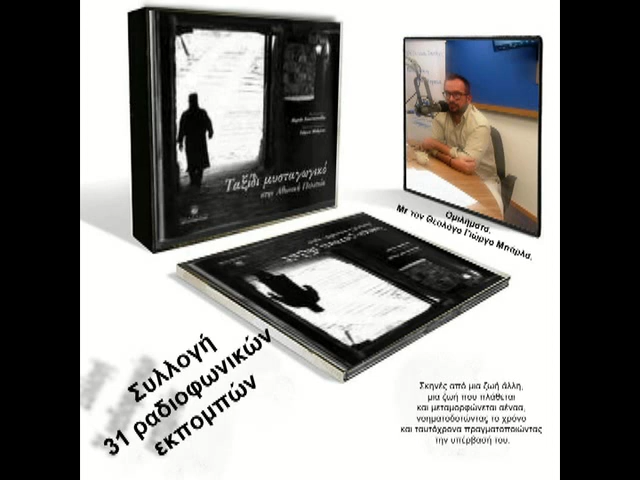 Ταξίδι μυσταγωγικό
στην Αθωνική Πολιτεία
Ομιλήματα.
Με τον Θεολόγο Γιώργο Μπάρλα.
Συλλογή
31 ραδιοφωνικών
εκπομπών
Σκηνές από μια ζωή άλλη,
μια ζωή που πλάθεται
και μεταμορφώνεται αέναα,
νοηματοδοτώντας το χρόνο
και ταυτόχρονα πραγματοποιώντας
την υπέρβασή του.